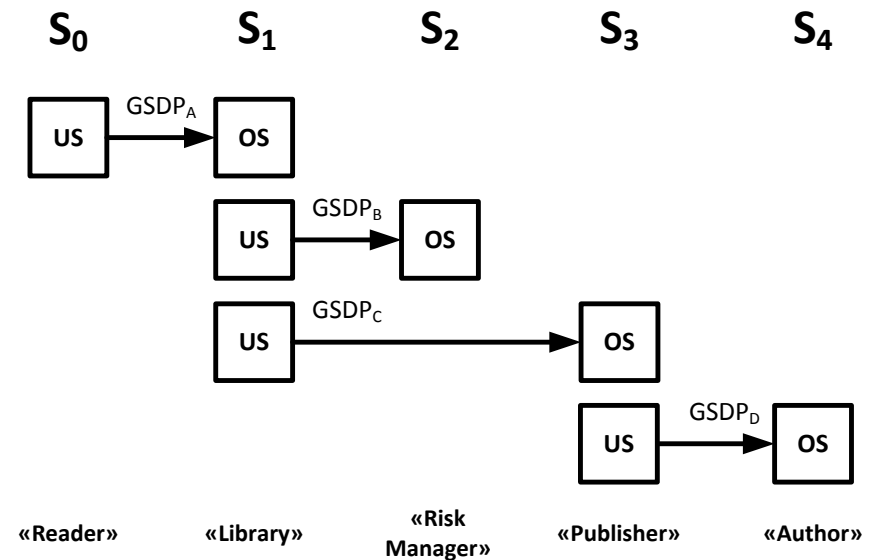 S0 S1 S2 S3 S4
GSDPA
US OS
GSDPB
US OS
GSDPC
US OS
GSDPD
US OS
«Reader» «Library» «Risk Manager» «Publisher» «Author»